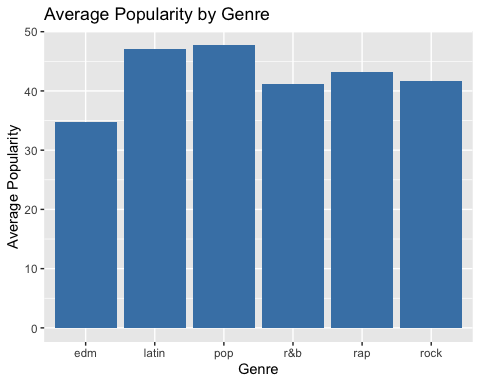 Average Popularity by Genre
Average Popularity
50
40
30
20
10
0
edm latin pop r&b rap rock
Genre